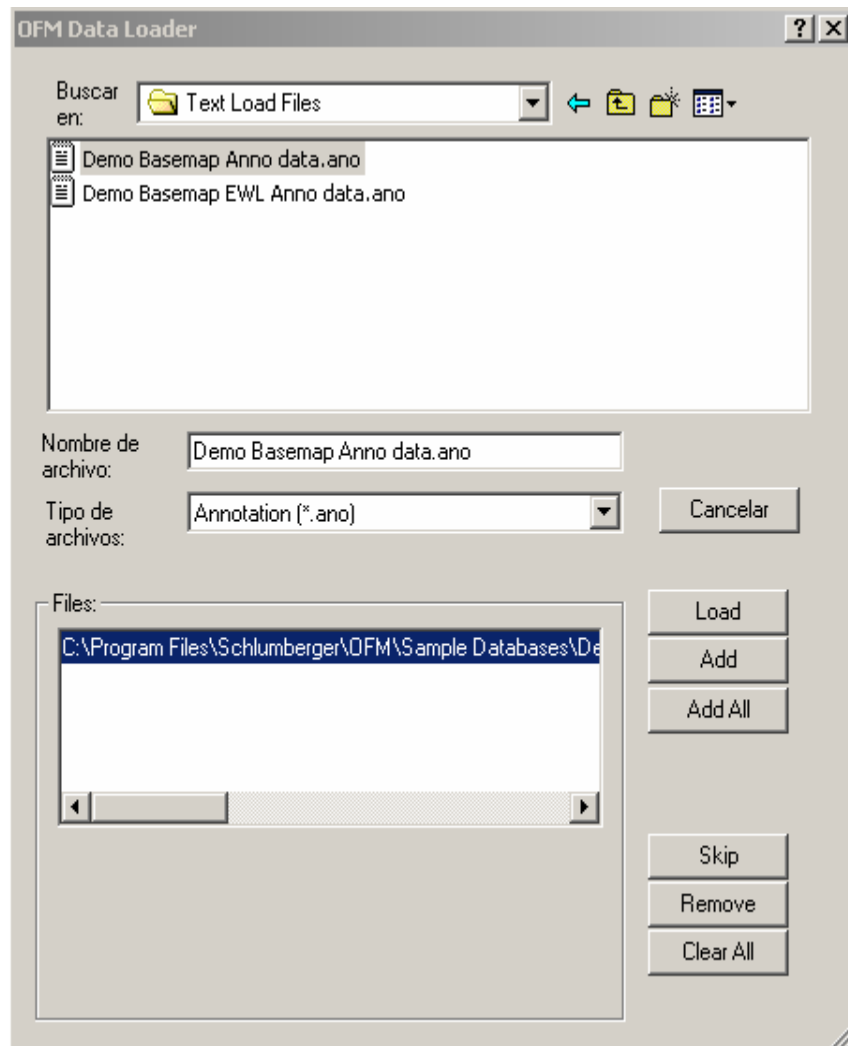 OFM Data Loader
Buscar
en:
Text Load Files
Demo Basemap Anno data.ano
Demo Basemap EWL Anno data.ano
Nombre de
archivo:
Demo Basemap Anno data.ano
Tipo de
archivos:
Annotation (*.ano)
Cancelar
Files:
C:\Program Files\Schlumberger\OFM\Sample Databases\De
Load
Add
Add All
Skip
Remove
Clear All